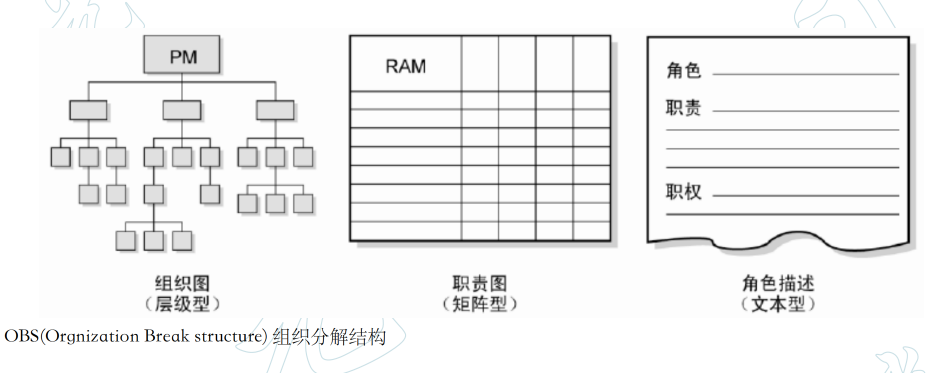 PM
RAM
角色
职责
职权
组织图
（层级型）
职责图
（矩阵型）
角色描述
（文本型）
OBS(Orgnization Break structure) 组织分解结构